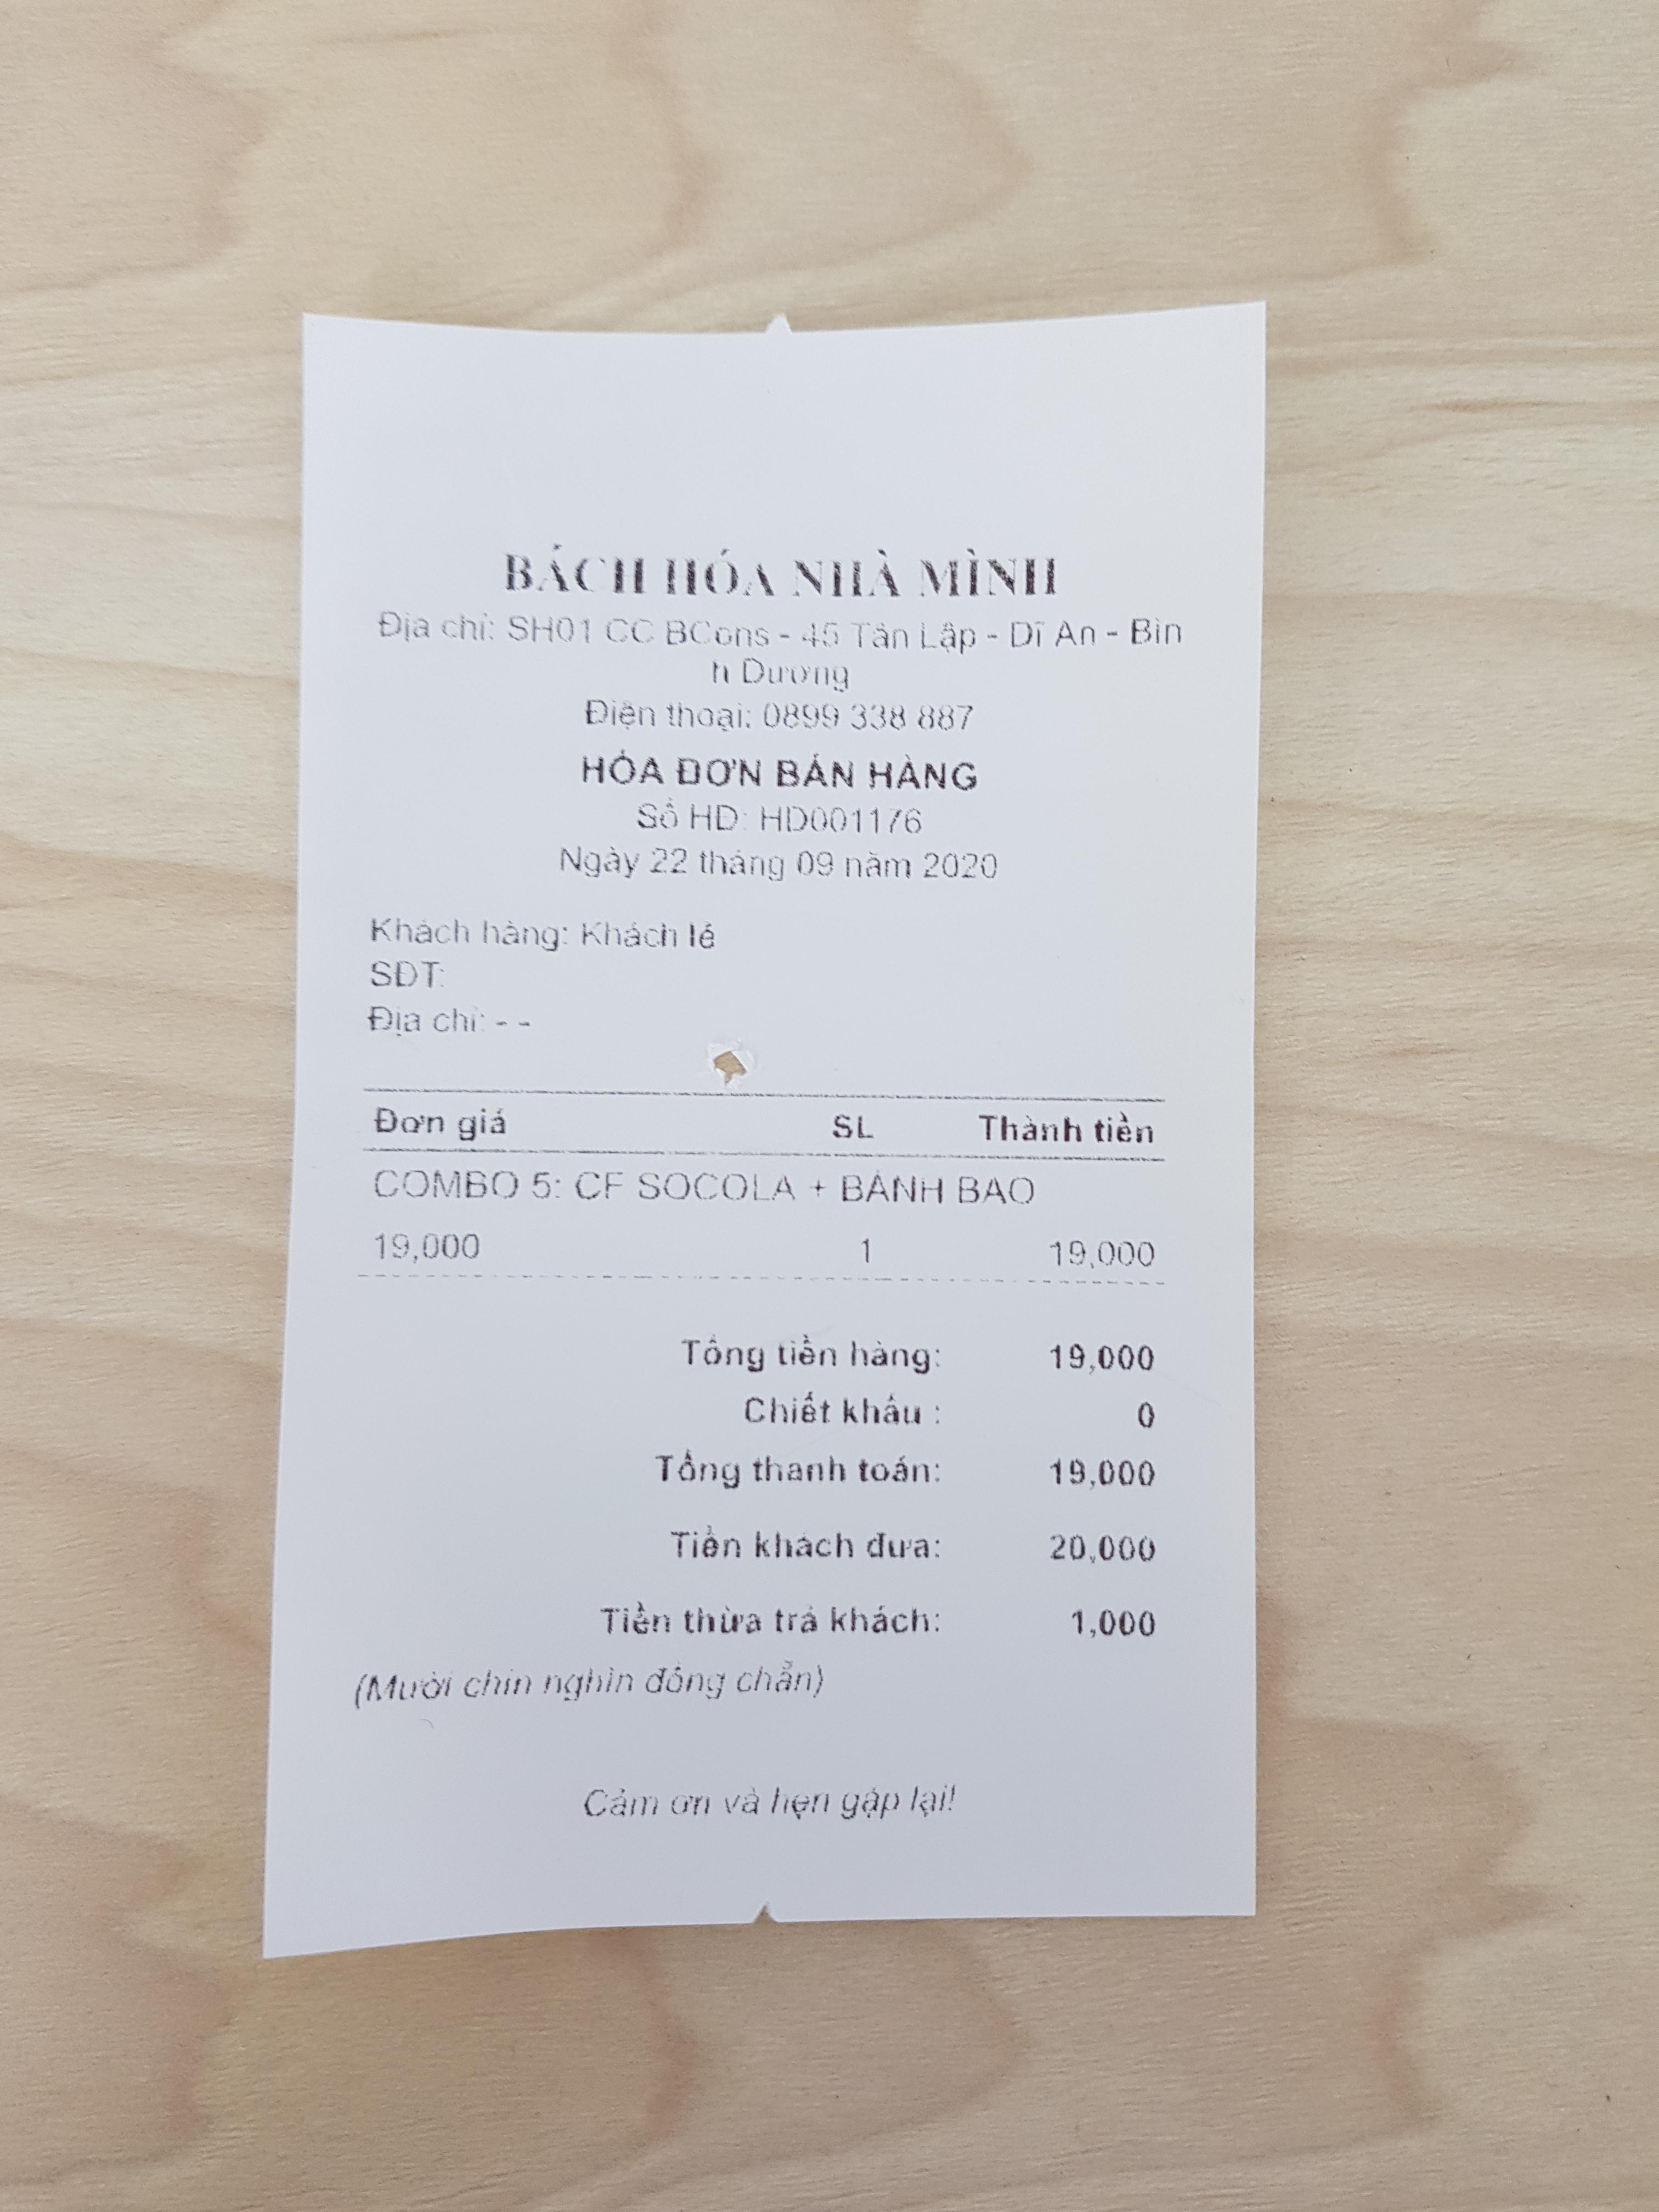 BÁCH HÓA NHÀ MÌNH
Địa chỉ: SH01 CC BCons - 45 Tân Lập - Dĩ An - Bìn
h Dương
Điện thoại: 0899 338 887
HÓA ĐƠN BÁN HÀNG
Số HD: HD001176
Ngày 22 tháng 09 năm 2020
Khách hàng: Khách lẻ
SĐT:
Địa chỉ: - -
Đơn giá SL Thành tiền
COMBO 5: CF SOCOLA + BÁNH BAO
19,000 1 19,000
Tổng tiền hàng: 19,000
Chiết khấu : 0
Tổng thanh toán: 19,000
Tiền khách đưa: 20,000
Tiền thừa trả khách: 1,000
(Mười chín nghìn đồng chẵn)
Cảm ơn và hẹn gặp lại!